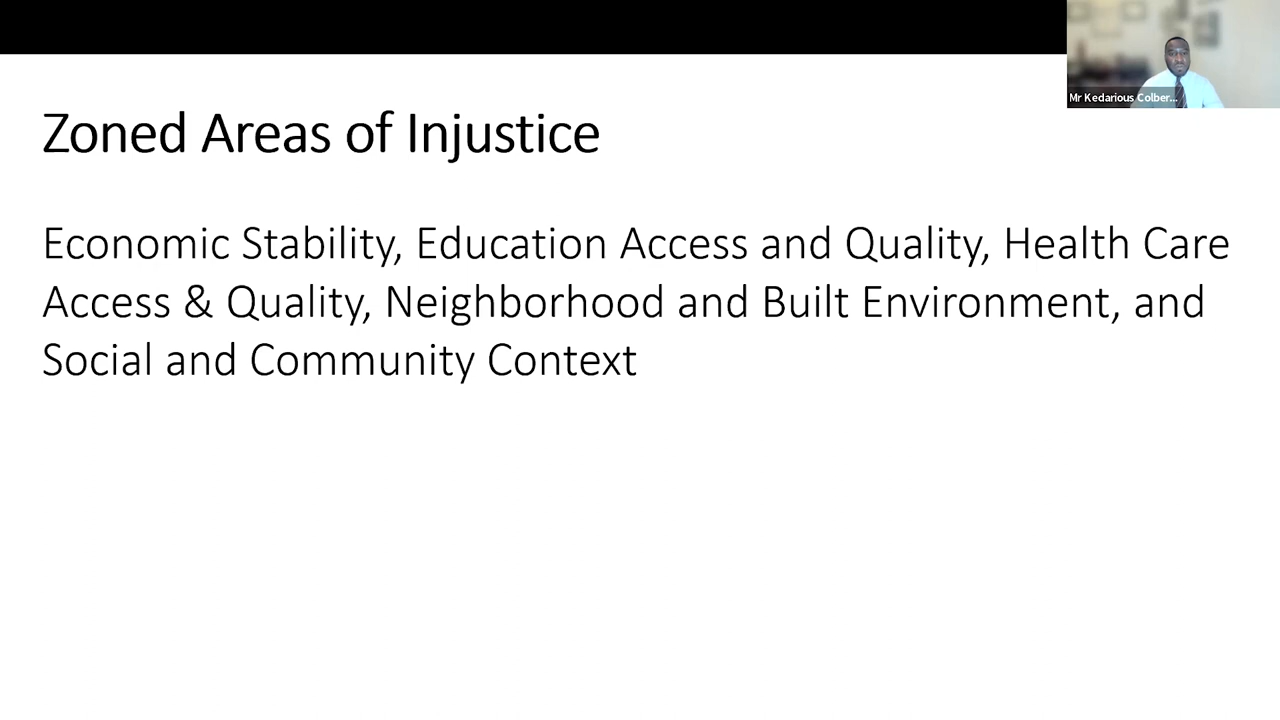 Mr Kedarious Colber...
Zoned Areas of Injustice
Economic Stability, Education Access and Quality, Health Care
Access & Quality, Neighborhood and Built Environment, and
Social and Community Context